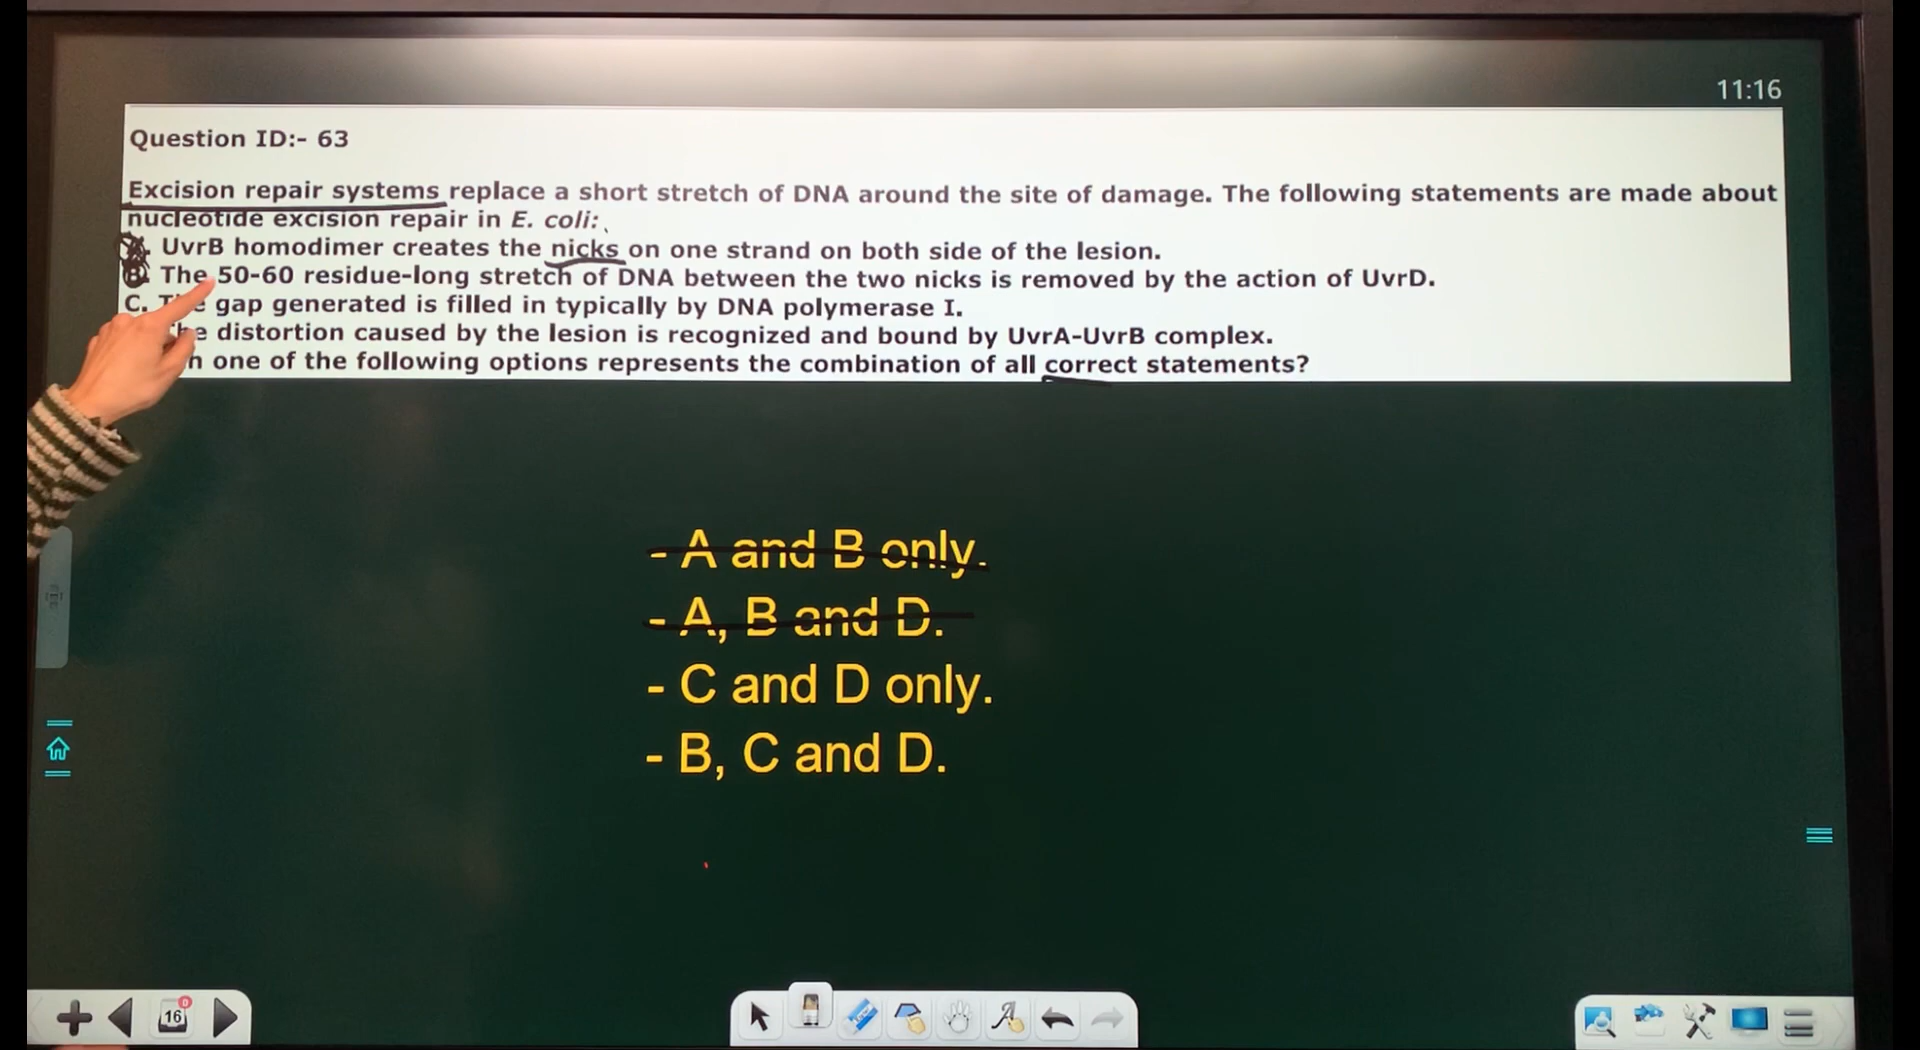 11:16
Question ID:- 63
Excision repair systems replace a short stretch of DNA around the site of damage. The following statements are made about
nucleotide excision repair in E. coli:
UvrB homodimer creates the nicks on one strand on both side of the lesion.
B. The 50-60 residue-long stretch of DNA between the two nicks is removed by the action of UvrD.
C. The gap generated is filled in typically by DNA polymerase I.
distortion caused by the lesion is recognized and bound by UvrA-UvrB complex.
one of the following options represents the combination of all correct statements?
- A and B only.
- A, B and D.
- C and D only.
- B, C and D.
16
0